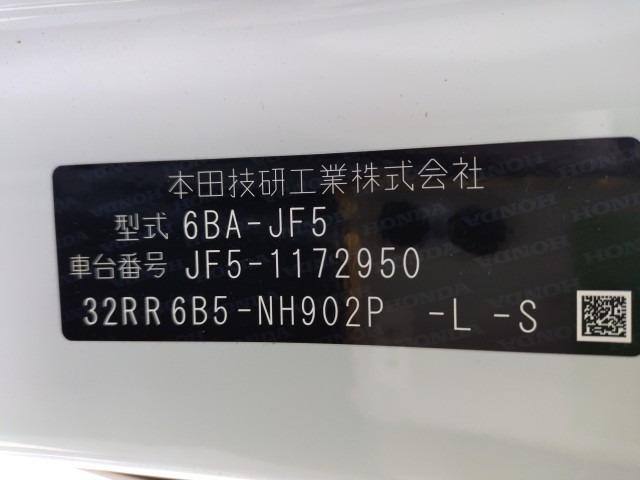 本田技研工業株式会社
型式 6BA-JF5
車台番号 JF5-1172950
32RR6B5-NH902P -L -S